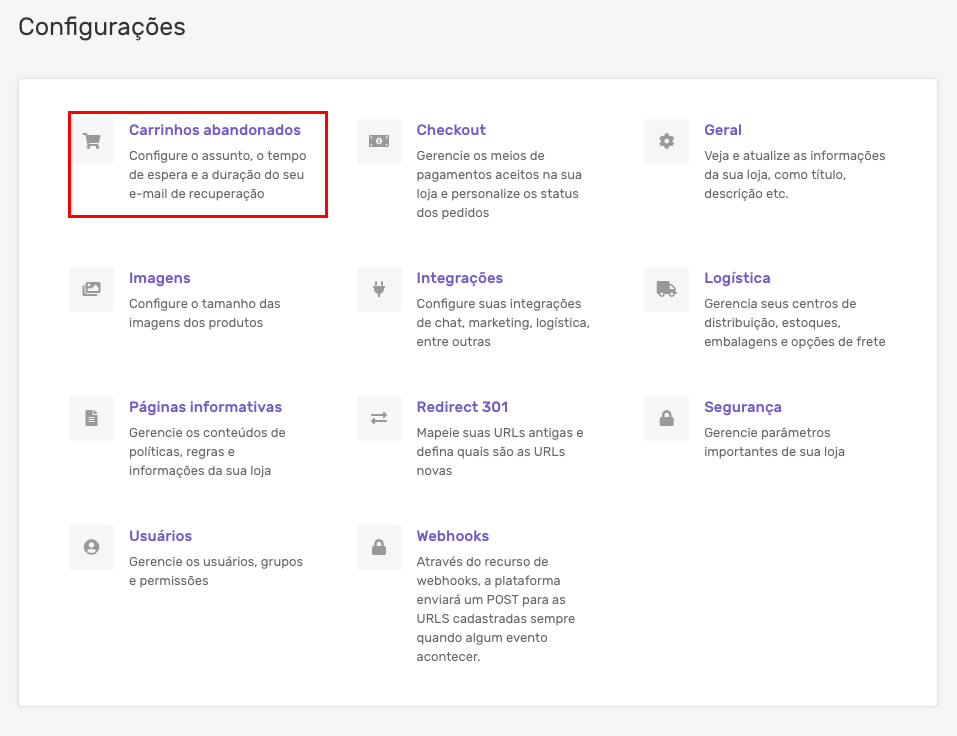 Configurações
Carrinhos abandonados
Configure o assunto, o tempo
de espera e a duração do seu
e-mail de recuperação
Checkout
Gerencie os meios de
pagamentos aceitos na sua
loja e personalize os status
dos pedidos
Geral
Veja e atualize as informações
da sua loja, como título,
descrição etc.
Imagens
Configure o tamanho das
imagens dos produtos
Integrações
Configure suas integrações
de chat, marketing, logística,
entre outras
Logística
Gerencia seus centros de
distribuição, estoques,
embalagens e opções de frete
Páginas informativas
Gerencie os conteúdos de
políticas, regras e
informações da sua loja
Redirect 301
Mapeie suas URLs antigas e
defina quais são as URLs
novas
Segurança
Gerencie parâmetros
importantes de sua loja
Usuários
Gerencie os usuários, grupos
e permissões
Webhooks
Através do recurso de
webhooks, a plataforma
enviará um POST para as
URLS cadastradas sempre
quando algum evento
acontecer.